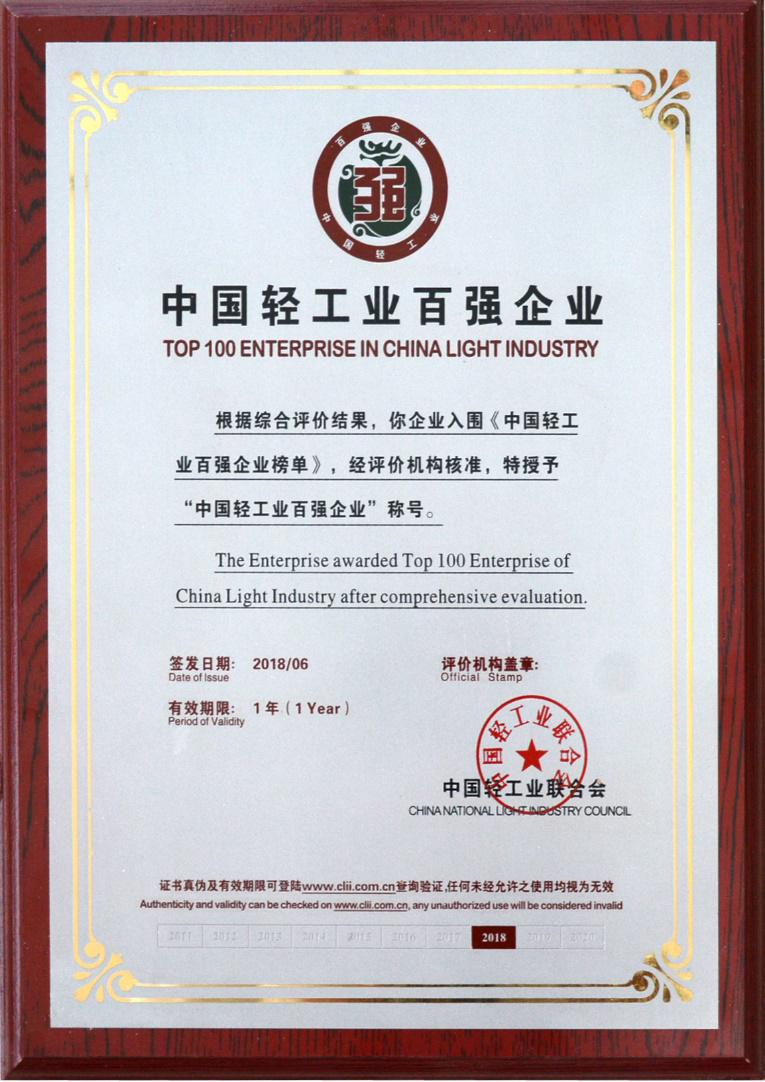 百强企业
强
中国轻工业
中国轻工业百强企业
TOP 100 ENTERPRISE IN CHINA LIGHT INDUSTRY
根据综合评价结果，你企业入围《中国轻工
业百强企业榜单》，经评价机构核准，特授予
“中国轻工业百强企业”称号。
The Enterprise awarded Top 100 Enterprise of
China Light Industry after comprehensive evaluation.
签发日期： 2018/06
Date of Issue
评价机构盖章:
Official Stamp
有效期限: 1 年（1 Year）
Period of Validity
中国轻工业联合会
中国轻工业联合会
CHINA NATIONAL LIGHT INDUSTRY COUNCIL
证书真伪及有效期限可登陆www.clii.com.cn查询验证,任何未经允许之使用均视为无效
Authenticity and validity can be checked on www.clii.com.cn, any unauthorized use will be considered invalid
2011 2012 2013 2014 2015 2016 2017 2018 2019 2020